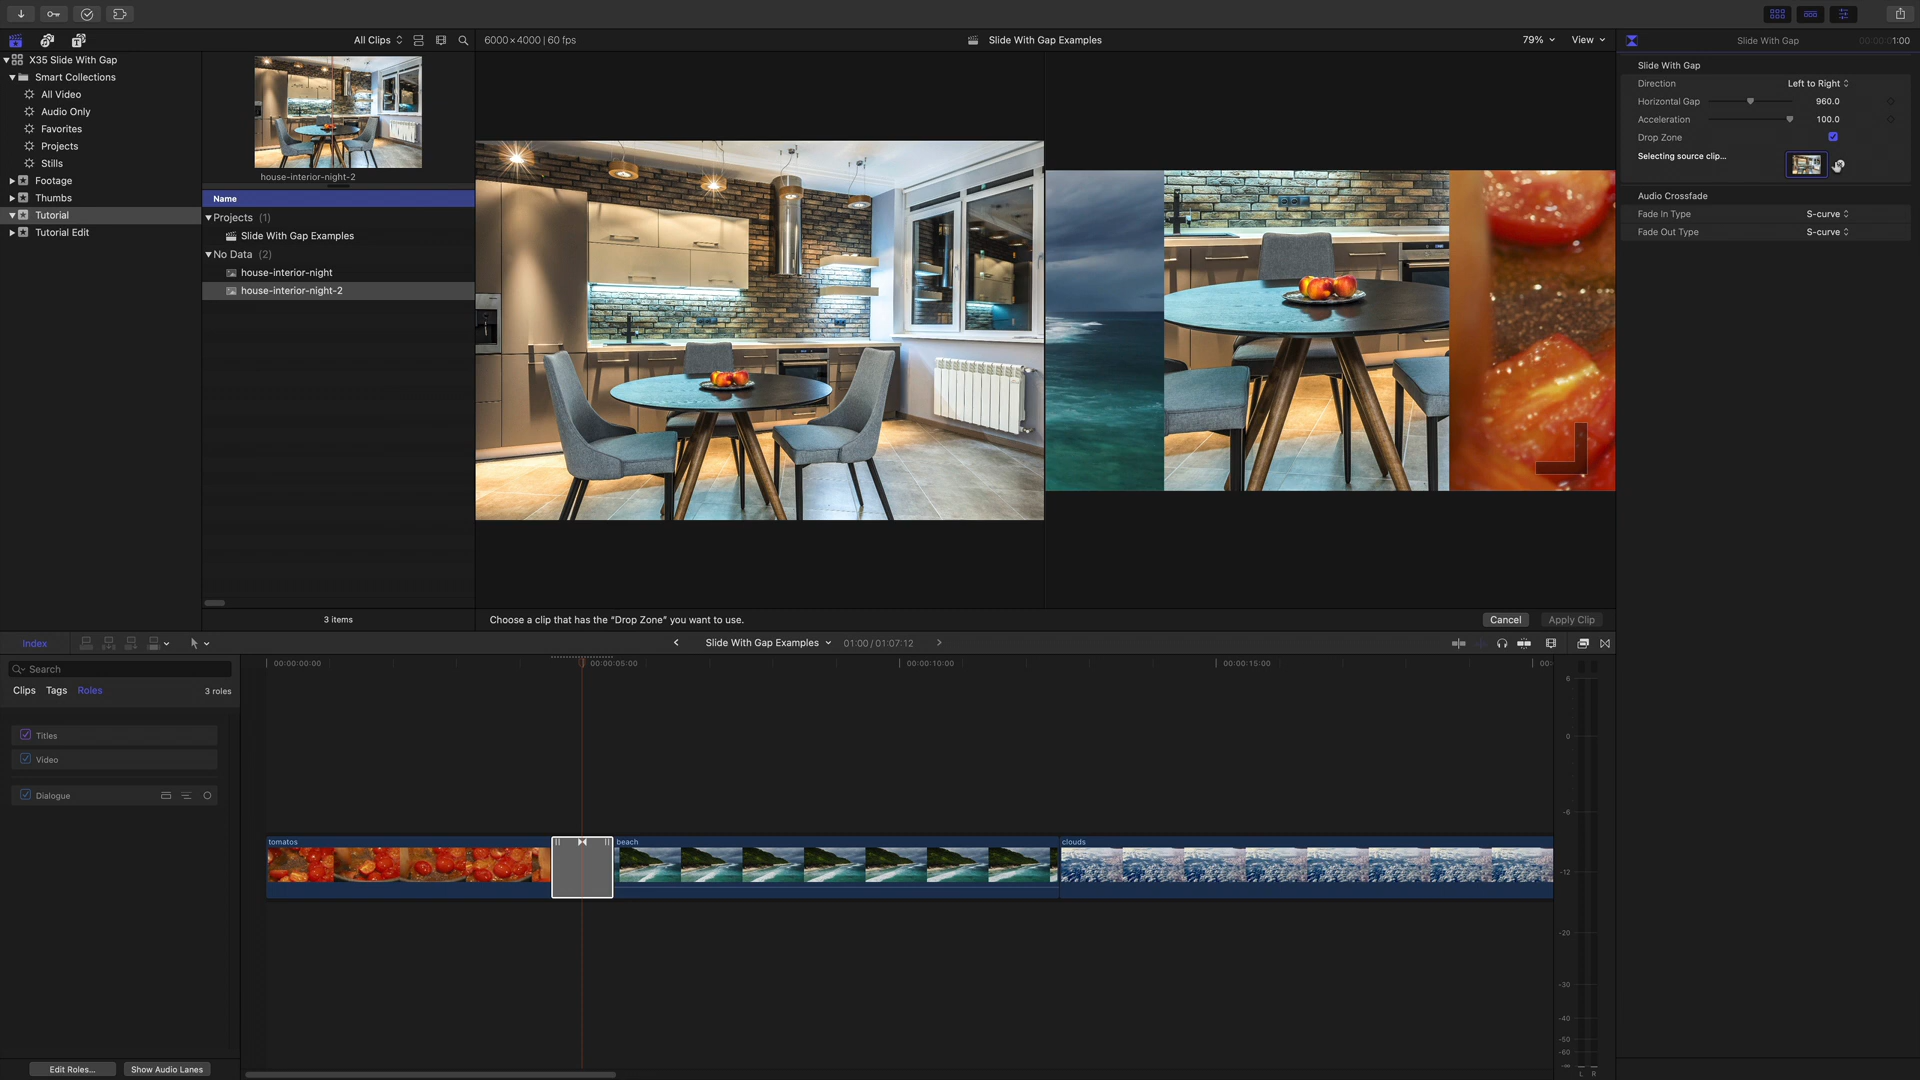 All Clips
6000×4000 | 60 fps
Slide With Gap Examples
79%
View
Slide With Gap
00:00:01:00
X35 Slide With Gap
Smart Collections
All Video
Audio Only
Favorites
Projects
Stills
Footage
Thumbs
Tutorial
Tutorial Edit
house-interior-night-2
Name
Projects (1)
Slide With Gap Examples
No Data (2)
house-interior-night
house-interior-night-2
3 items
Slide With Gap
Direction
Left to Right
Horizontal Gap
960.0
Acceleration
100.0
Drop Zone
Selecting source clip...
Audio Crossfade
Fade In Type
S-curve
Fade Out Type
S-curve
Choose a clip that has the “Drop Zone” you want to use.
Cancel
Apply Clip
Index
Slide With Gap Examples
01:00 / 01:07:12
Search
Clips
Tags
Roles
3 roles
Titles
Video
Dialogue
00:00:00:00
00:00:05:00
00:00:10:00
00:00:15:00
00:
tomatos
beach
clouds
6
0
-6
-12
-20
-30
-40
-50
-60
-∞
L R
Edit Roles...
Show Audio Lanes